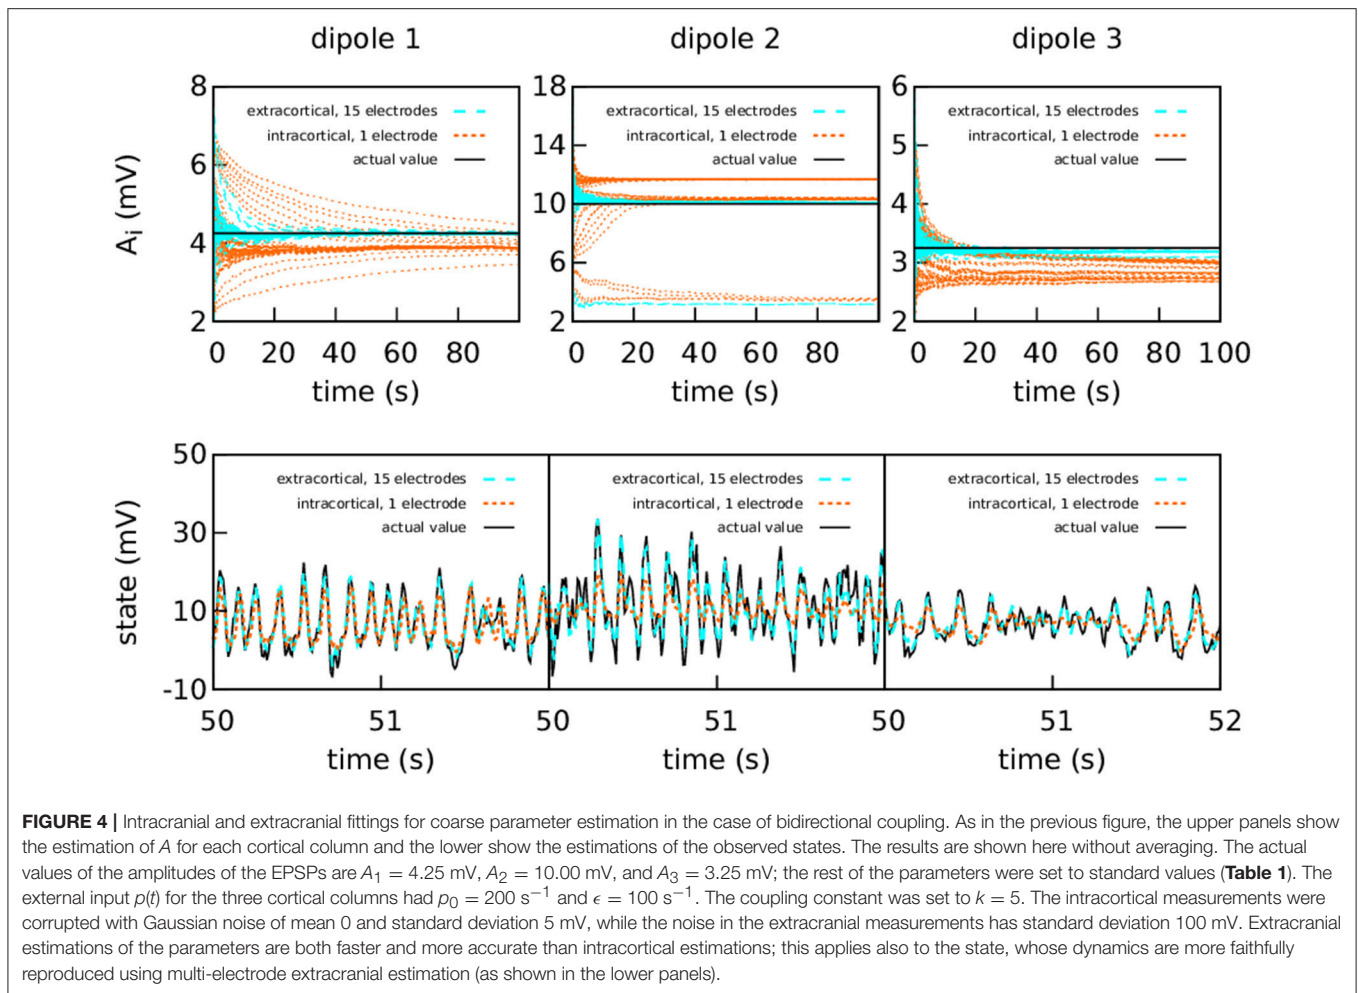 dipole 1
dipole 2
dipole 3
8
6
4
2
A_i (mV)
extracortical, 15 electrodes
intracortical, 1 electrode
actual value
0 20 40 60 80
time (s)
18
14
10
6
2
extracortical, 15 electrodes
intracortical, 1 electrode
actual value
0 20 40 60 80
time (s)
6
5
4
3
2
extracortical, 15 electrodes
intracortical, 1 electrode
actual value
0 20 40 60 80 100
time (s)
50
30
10
-10
state (mV)
extracortical, 15 electrodes
intracortical, 1 electrode
actual value
extracortical, 15 electrodes
intracortical, 1 electrode
actual value
extracortical, 15 electrodes
intracortical, 1 electrode
actual value
50 51 50 51 50 51 52
time (s)
time (s)
time (s)
FIGURE 4 | Intracranial and extracranial fittings for coarse parameter estimation in the case of bidirectional coupling. As in the previous figure, the upper panels show
the estimation of A for each cortical column and the lower show the estimations of the observed states. The results are shown here without averaging. The actual
values of the amplitudes of the EPSPs are A₁ = 4.25 mV, A₂ = 10.00 mV, and A₃ = 3.25 mV; the rest of the parameters were set to standard values (Table 1). The
external input p(t) for the three cortical columns had p₀ = 200 s⁻¹ and ϵ = 100 s⁻¹. The coupling constant was set to k = 5. The intracortical measurements were
corrupted with Gaussian noise of mean 0 and standard deviation 5 mV, while the noise in the extracranial measurements has standard deviation 100 mV. Extracranial
estimations of the parameters are both faster and more accurate than intracortical estimations; this applies also to the state, whose dynamics are more faithfully
reproduced using multi-electrode extracranial estimation (as shown in the lower panels).